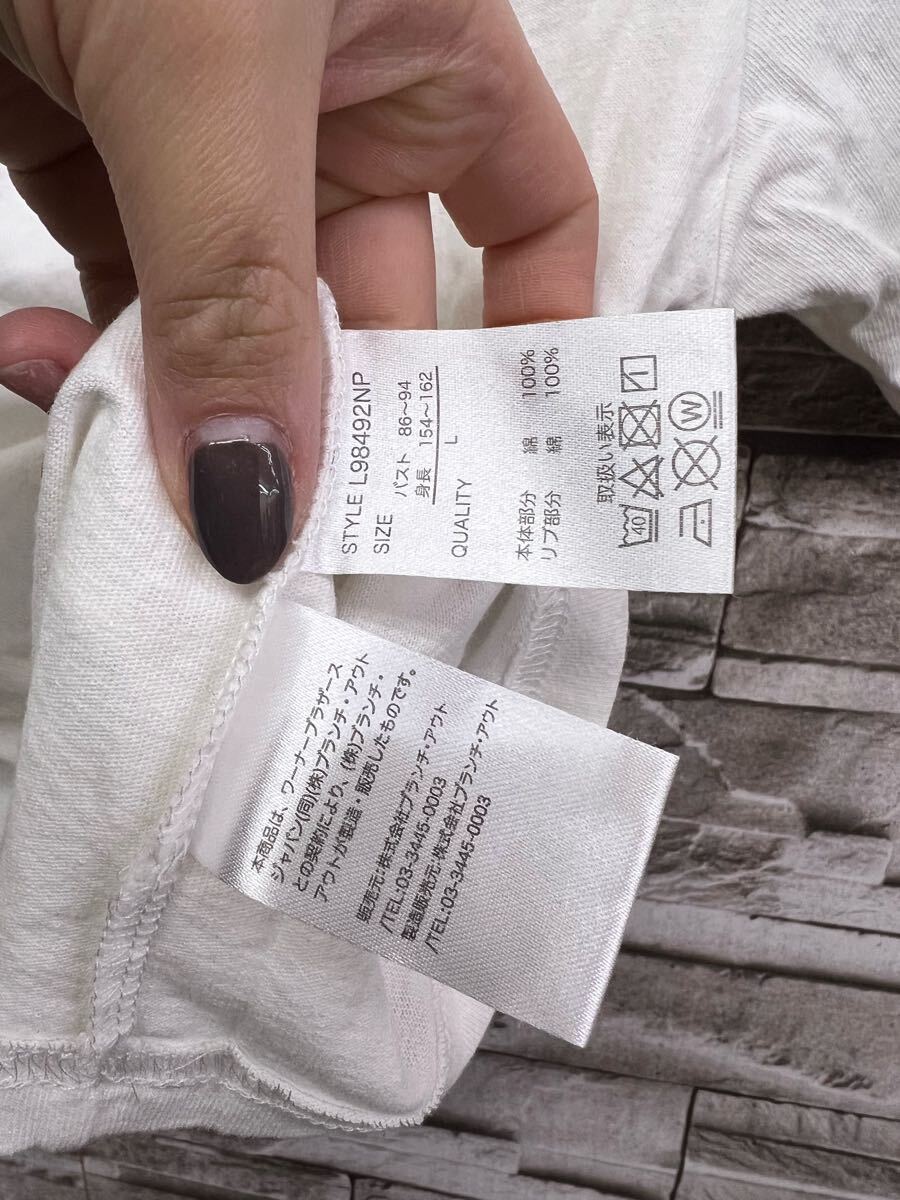 STYLE L98492NP
SIZE
バスト 86～94
身長 154～162
L
QUALITY
本体部分 綿 100%
リブ部分 綿 100%
取扱い表示
40
W
本商品は、ワーナーブラザース
ジャパン(同)(株)ブランチ・アウト
との契約により、(株)ブランチ・
アウトが製造・販売したものです。
販売元:株式会社ブランチ・アウト
/TEL:03-3445-0003
製造販売元:株式会社ブランチ・アウト
/TEL:03-3445-0003